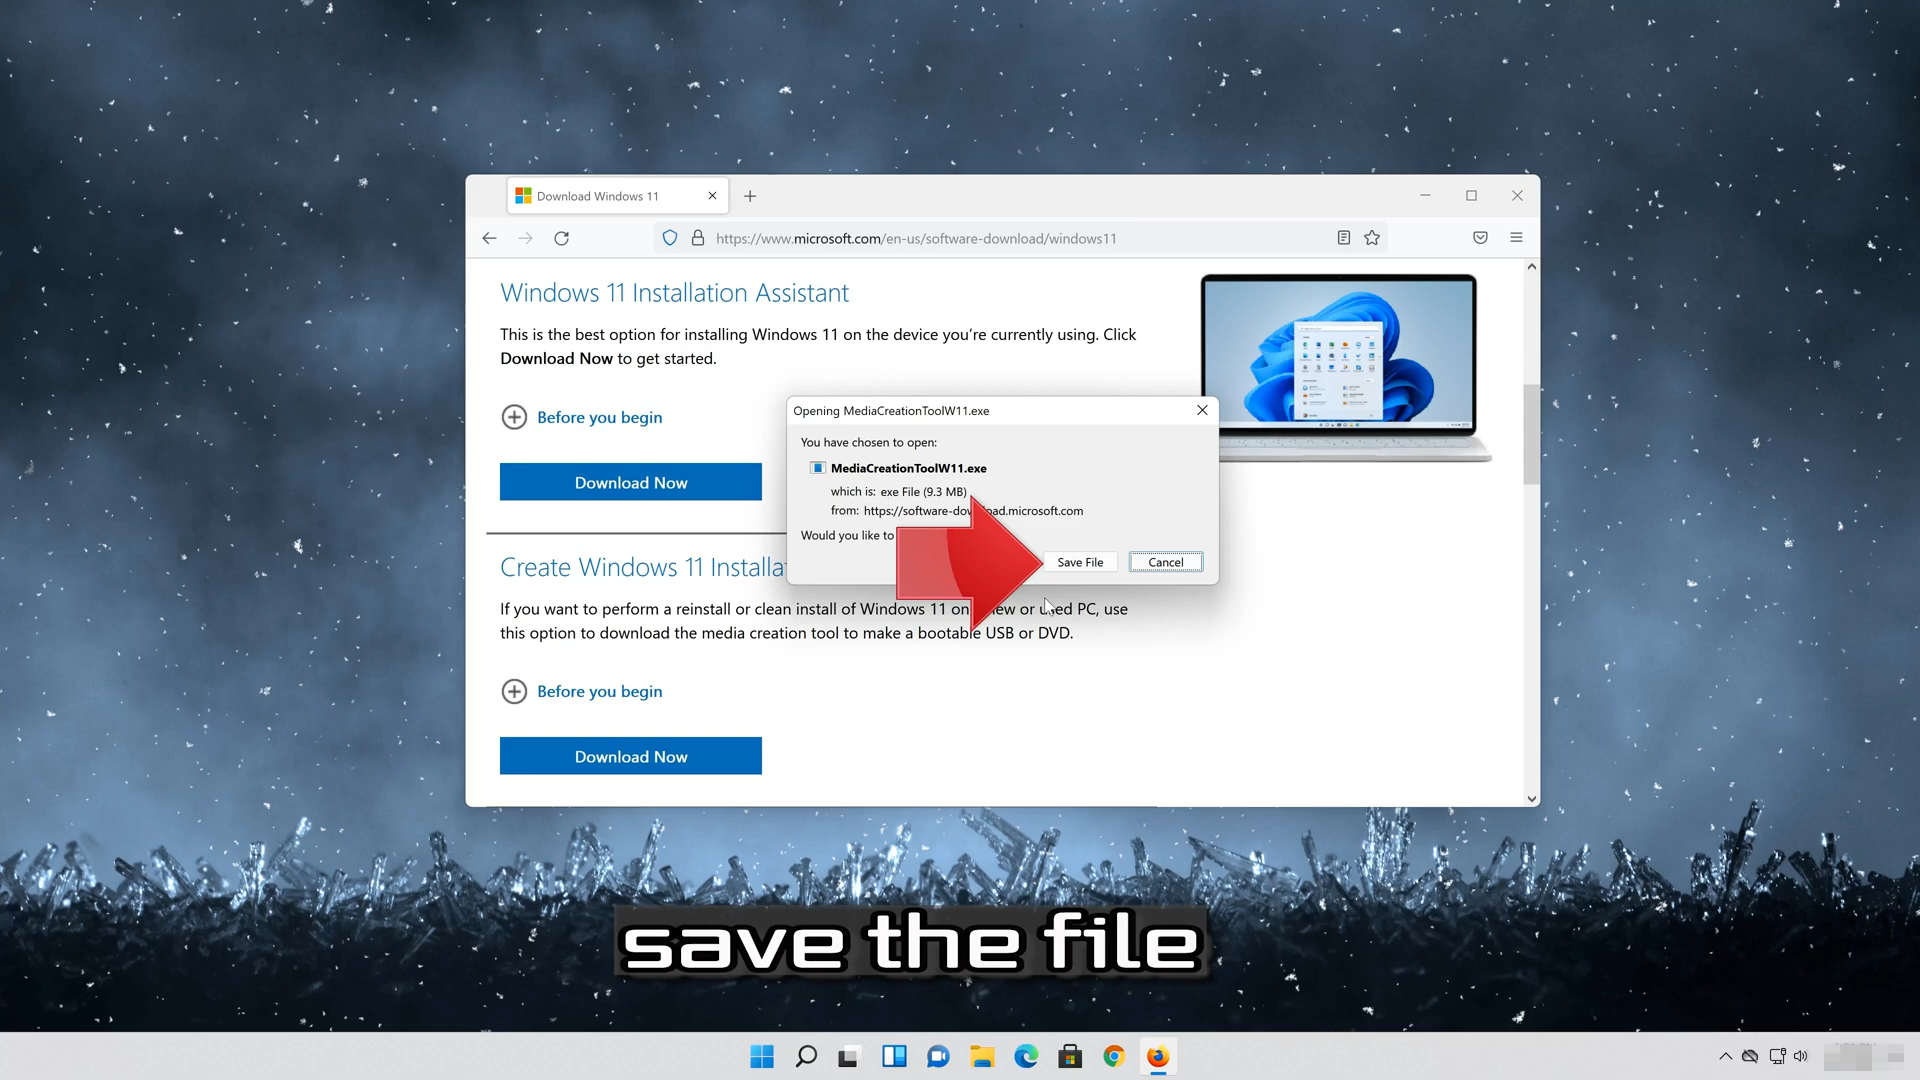 Download Windows 11
https://www.microsoft.com/en-us/software-download/windows11
Windows 11 Installation Assistant
This is the best option for installing Windows 11 on the device you're currently using. Click
Download Now to get started.
Before you begin
Download Now
Opening MediaCreationToolW11.exe
You have chosen to open:
MediaCreationToolW11.exe
which is: exe File (9.3 MB)
from: https://software-download.microsoft.com
Would you like to
Save File
Cancel
Create Windows 11 Installa
If you want to perform a reinstall or clean install of Windows 11 on new or used PC, use
this option to download the media creation tool to make a bootable USB or DVD.
Before you begin
Download Now
save the file